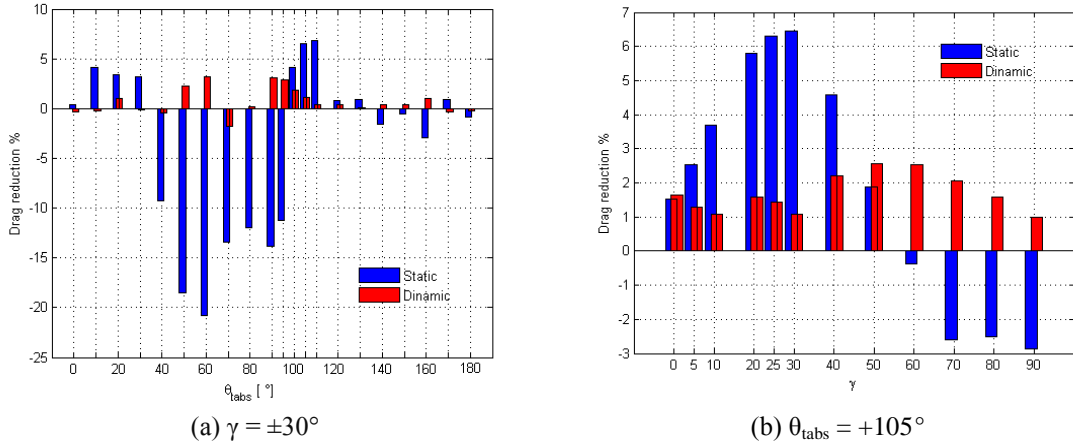 10
5
0
-5
-10
-15
-20
-25
Drag reduction %
Static
Dinamic
0 20 40 60 80 100 120 140 160 180
θtabs [ °]
(a) γ = ±30°
7
6
5
4
3
2
1
0
-1
-2
-3
Drag reduction %
Static
Dinamic
0 5 10 20 25 30 40 50 60 70 80 90
γ
(b) θtabs = +105°